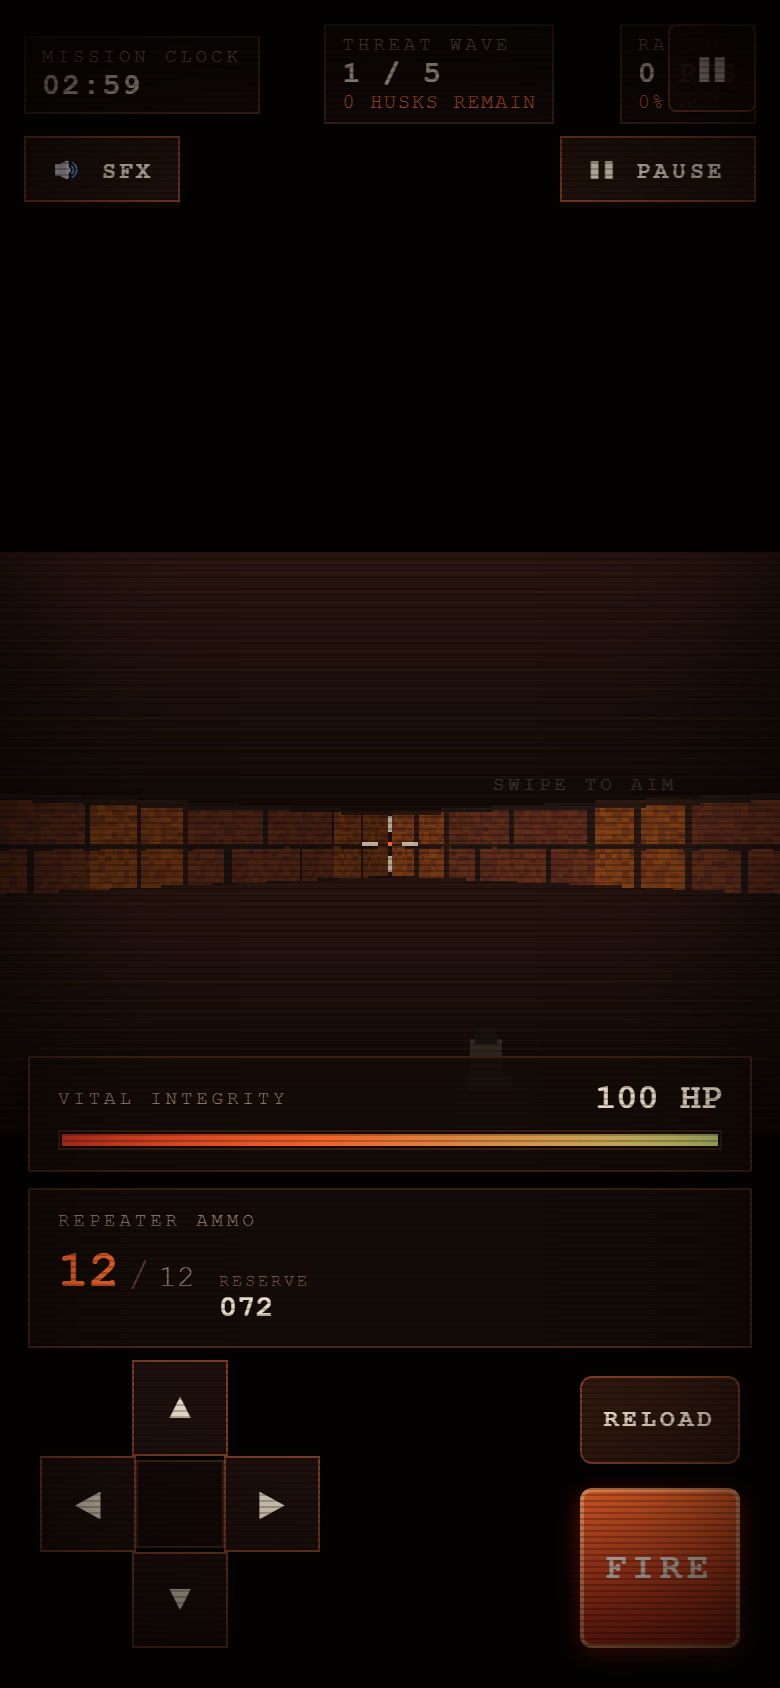 MISSION CLOCK
02:59
THREAT WAVE
1 / 5
0 HUSKS REMAIN
0
0%
SFX
PAUSE
SWIPE TO AIM
VITAL INTEGRITY
100 HP
REPEATER AMMO
12 / 12
RESERVE
072
RELOAD
FIRE